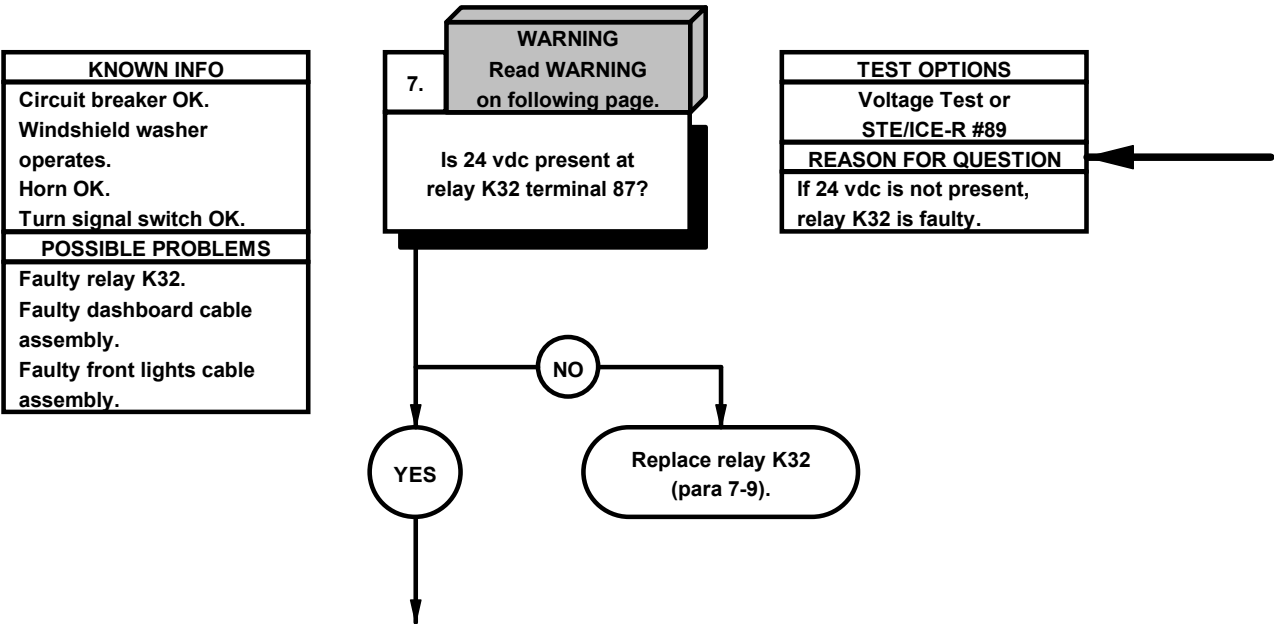 KNOWN INFO
Circuit breaker OK.
Windshield washer
operates.
Horn OK.
Turn signal switch OK.
POSSIBLE PROBLEMS
Faulty relay K32.
Faulty dashboard cable
assembly.
Faulty front lights cable
assembly.
7.
WARNING
Read WARNING
on following page.
Is 24 vdc present at
relay K32 terminal 87?
TEST OPTIONS
Voltage Test or
STE/ICE-R #89
REASON FOR QUESTION
If 24 vdc is not present,
relay K32 is faulty.
NO
YES
Replace relay K32
(para 7-9).